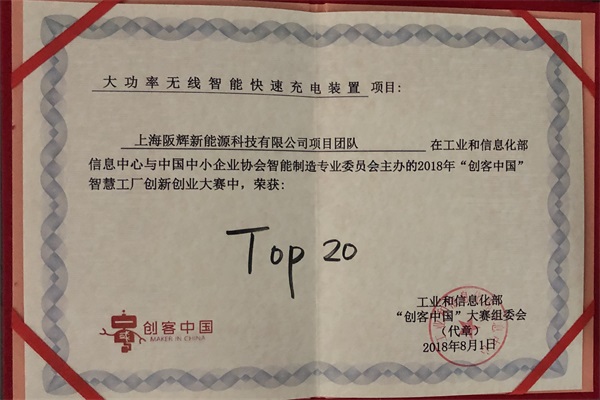 大功率无线智能快速充电装置 项目:
上海阪辉新能源科技有限公司项目团队 在工业和信息化部
信息中心与中国中小企业协会智能制造专业委员会主办的2018年“创客中国”
智慧工厂创新创业大赛中，荣获:
Top 20
工业和信息化部
“创客中国”大赛组委会
（代章）
2018年8月1日
创客中国
MAKER IN CHINA